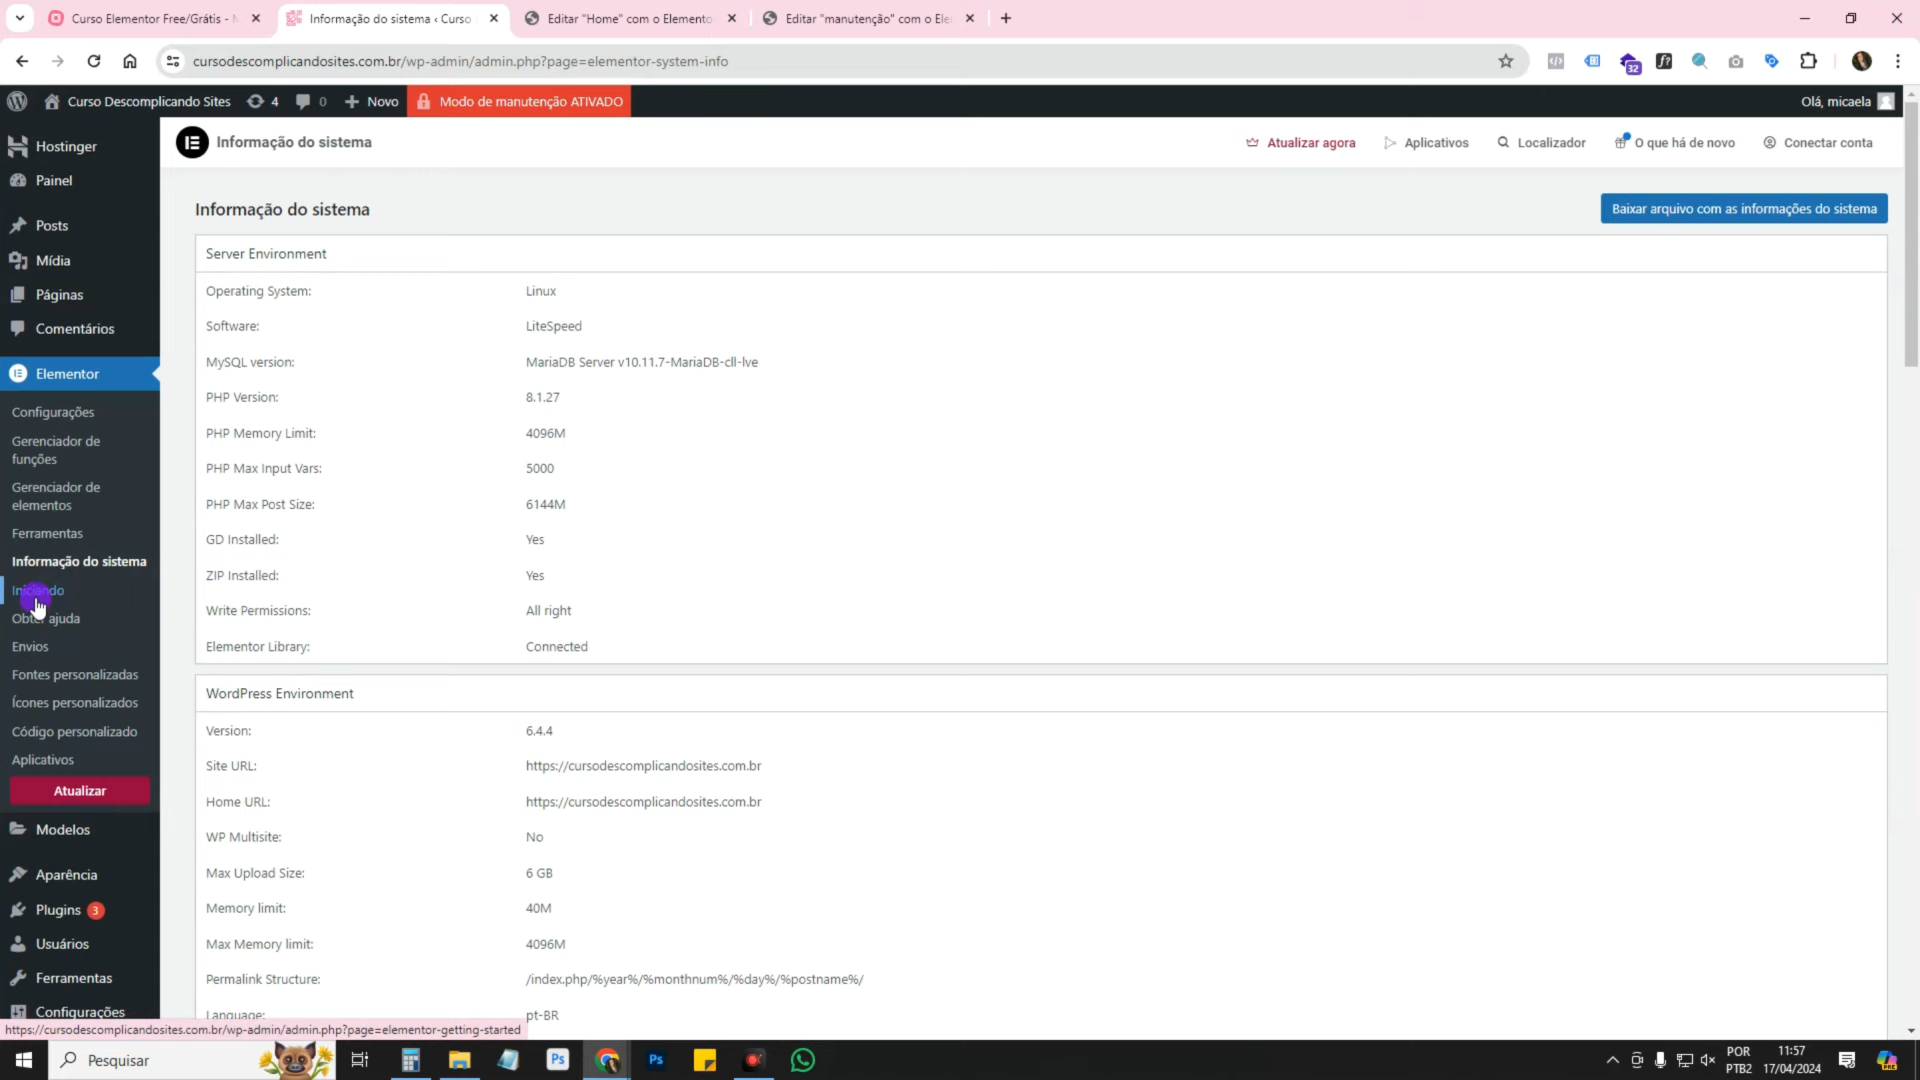 Curso Elementor Free/Grátis -
Informação do sistema ‹ Curso
Editar "Home" com o Elemento
Editar "manutenção" com o Ele
cursodescomplicandosites.com.br/wp-admin/admin.php?page=elementor-system-info
32
Curso Descomplicando Sites
4
0
Novo
Modo de manutenção ATIVADO
Olá, micaela
Hostinger
Painel
Posts
Mídia
Páginas
Comentários
Elementor
Configurações
Gerenciador de
funções
Gerenciador de
elementos
Ferramentas
Informação do sistema
Iniciando
Obter ajuda
Envios
Fontes personalizadas
Ícones personalizados
Código personalizado
Aplicativos
Atualizar
Modelos
Aparência
Plugins 3
Usuários
Ferramentas
Configurações
Informação do sistema
Atualizar agora
Aplicativos
Localizador
O que há de novo
Conectar conta
Informação do sistema
Baixar arquivo com as informações do sistema
Server Environment
Operating System: Linux
Software: LiteSpeed
MySQL version: MariaDB Server v10.11.7-MariaDB-cll-lve
PHP Version: 8.1.27
PHP Memory Limit: 4096M
PHP Max Input Vars: 5000
PHP Max Post Size: 6144M
GD Installed: Yes
ZIP Installed: Yes
Write Permissions: All right
Elementor Library: Connected
WordPress Environment
Version: 6.4.4
Site URL: https://cursodescomplicandosites.com.br
Home URL: https://cursodescomplicandosites.com.br
WP Multisite: No
Max Upload Size: 6 GB
Memory limit: 40M
Max Memory limit: 4096M
Permalink Structure: /index.php/%year%/%monthnum%/%day%/%postname%/
Language: pt-BR
https://cursodescomplicandosites.com.br/wp-admin/admin.php?page=elementor-getting-started
Pesquisar
Ps
Ps
POR
PTB2
11:57
17/04/2024